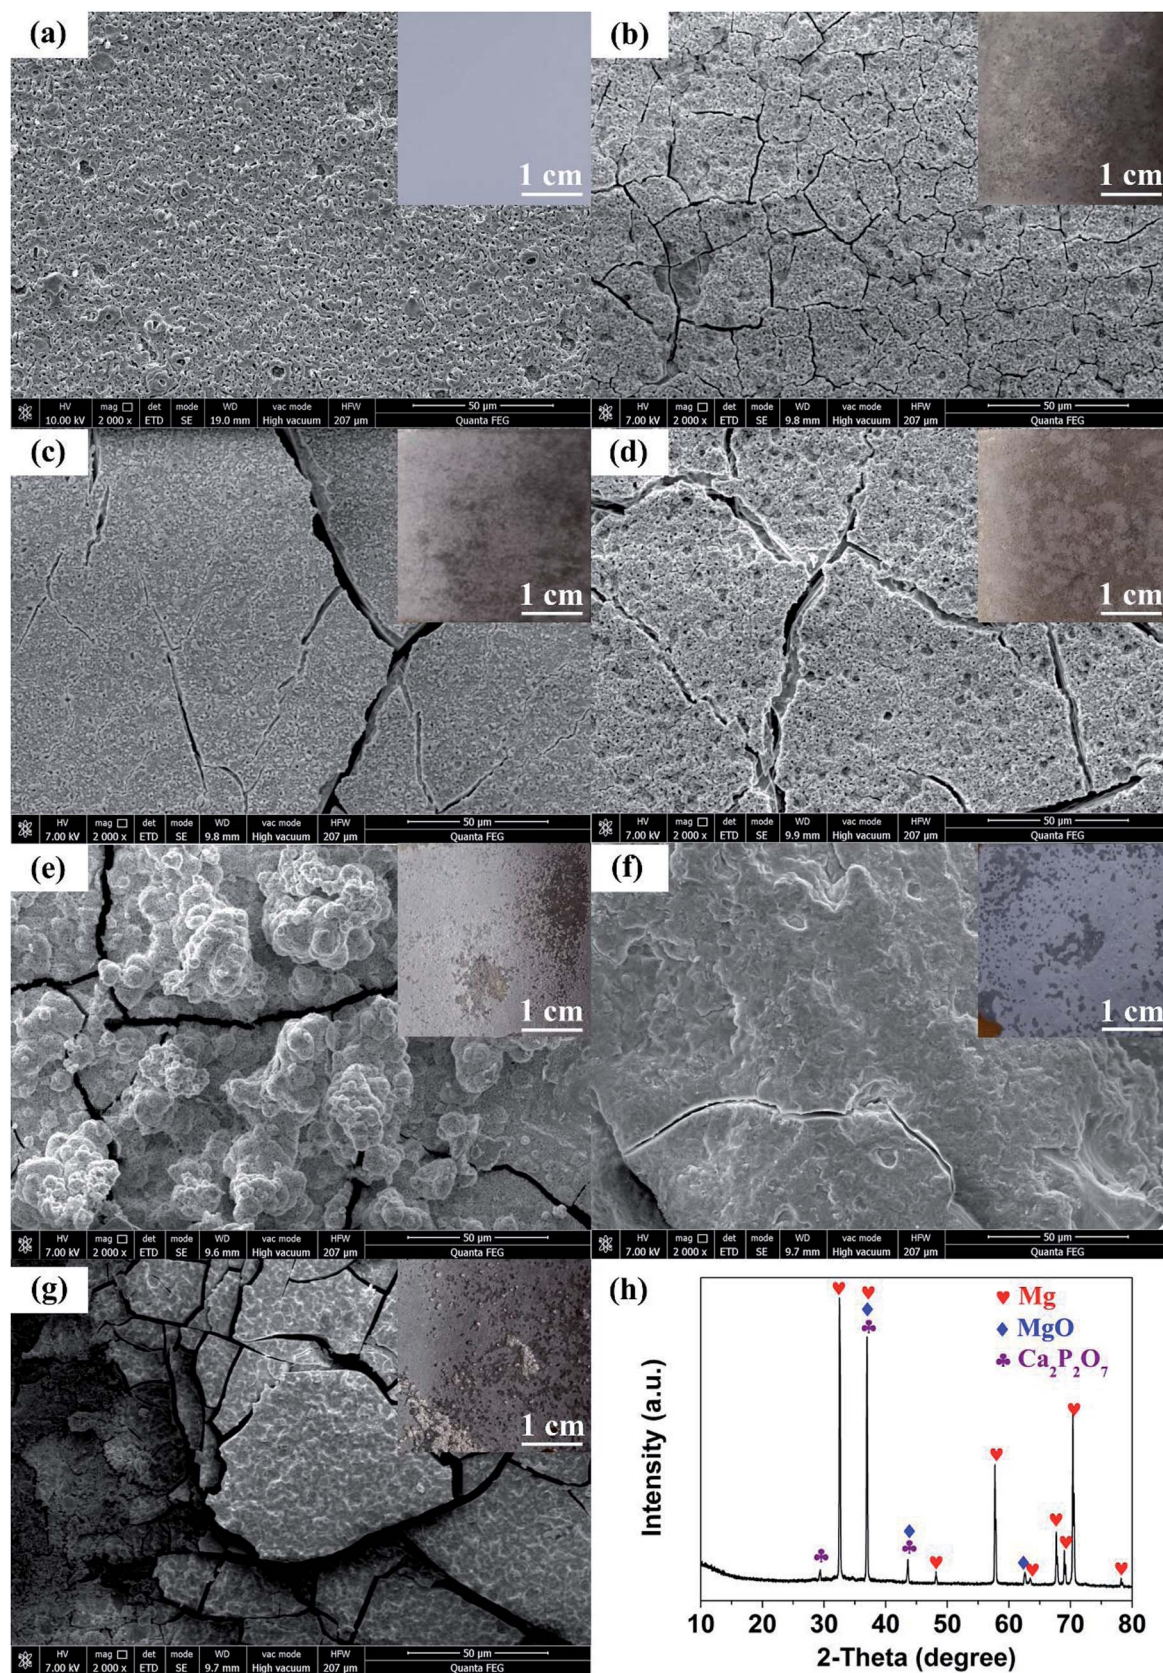 (a)
1 cm
HV mag det mode WD vac mode HFW 50 µm
10.00 kV 2 000 x ETD SE 19.0 mm High vacuum 207 µm Quanta FEG
(b)
1 cm
HV mag det mode WD vac mode HFW 50 µm
7.00 kV 2 000 x ETD SE 9.8 mm High vacuum 207 µm Quanta FEG
(c)
1 cm
HV mag det mode WD vac mode HFW 50 µm
7.00 kV 2 000 x ETD SE 9.8 mm High vacuum 207 µm Quanta FEG
(d)
1 cm
HV mag det mode WD vac mode HFW 50 µm
7.00 kV 2 000 x ETD SE 9.9 mm High vacuum 207 µm Quanta FEG
(e)
1 cm
HV mag det mode WD vac mode HFW 50 µm
7.00 kV 2 000 x ETD SE 9.6 mm High vacuum 207 µm Quanta FEG
(f)
1 cm
HV mag det mode WD vac mode HFW 50 µm
7.00 kV 2 000 x ETD SE 9.7 mm High vacuum 207 µm Quanta FEG
(g)
1 cm
HV mag det mode WD vac mode HFW 50 µm
7.00 kV 2 000 x ETD SE 9.7 mm High vacuum 207 µm Quanta FEG
(h)
Mg
MgO
Ca₂P₂O₇
Intensity (a.u.)
10 20 30 40 50 60 70 80
2-Theta (degree)